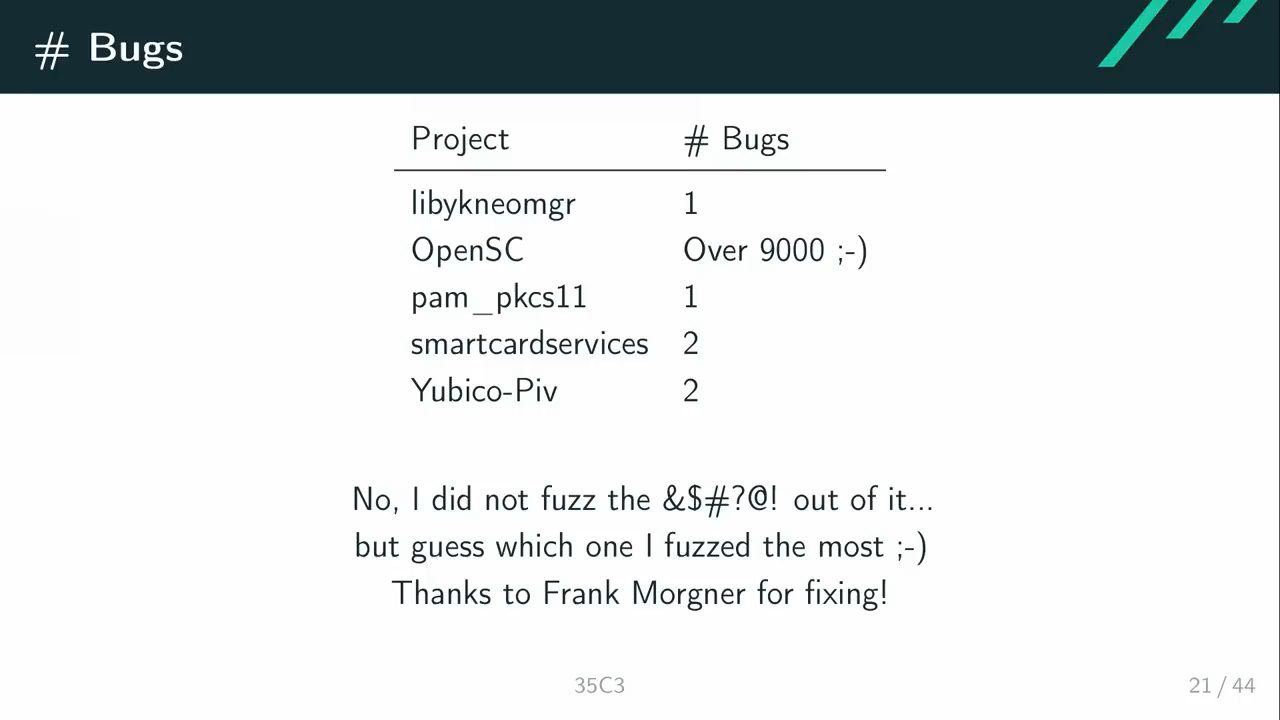 # Bugs
Project # Bugs
libykneomgr 1
OpenSC Over 9000 ;-)
pam_pkcs11 1
smartcardservices 2
Yubico-Piv 2
No, I did not fuzz the &$#?@! out of it...
but guess which one I fuzzed the most ;-)
Thanks to Frank Morgner for fixing!
35C3 21 / 44